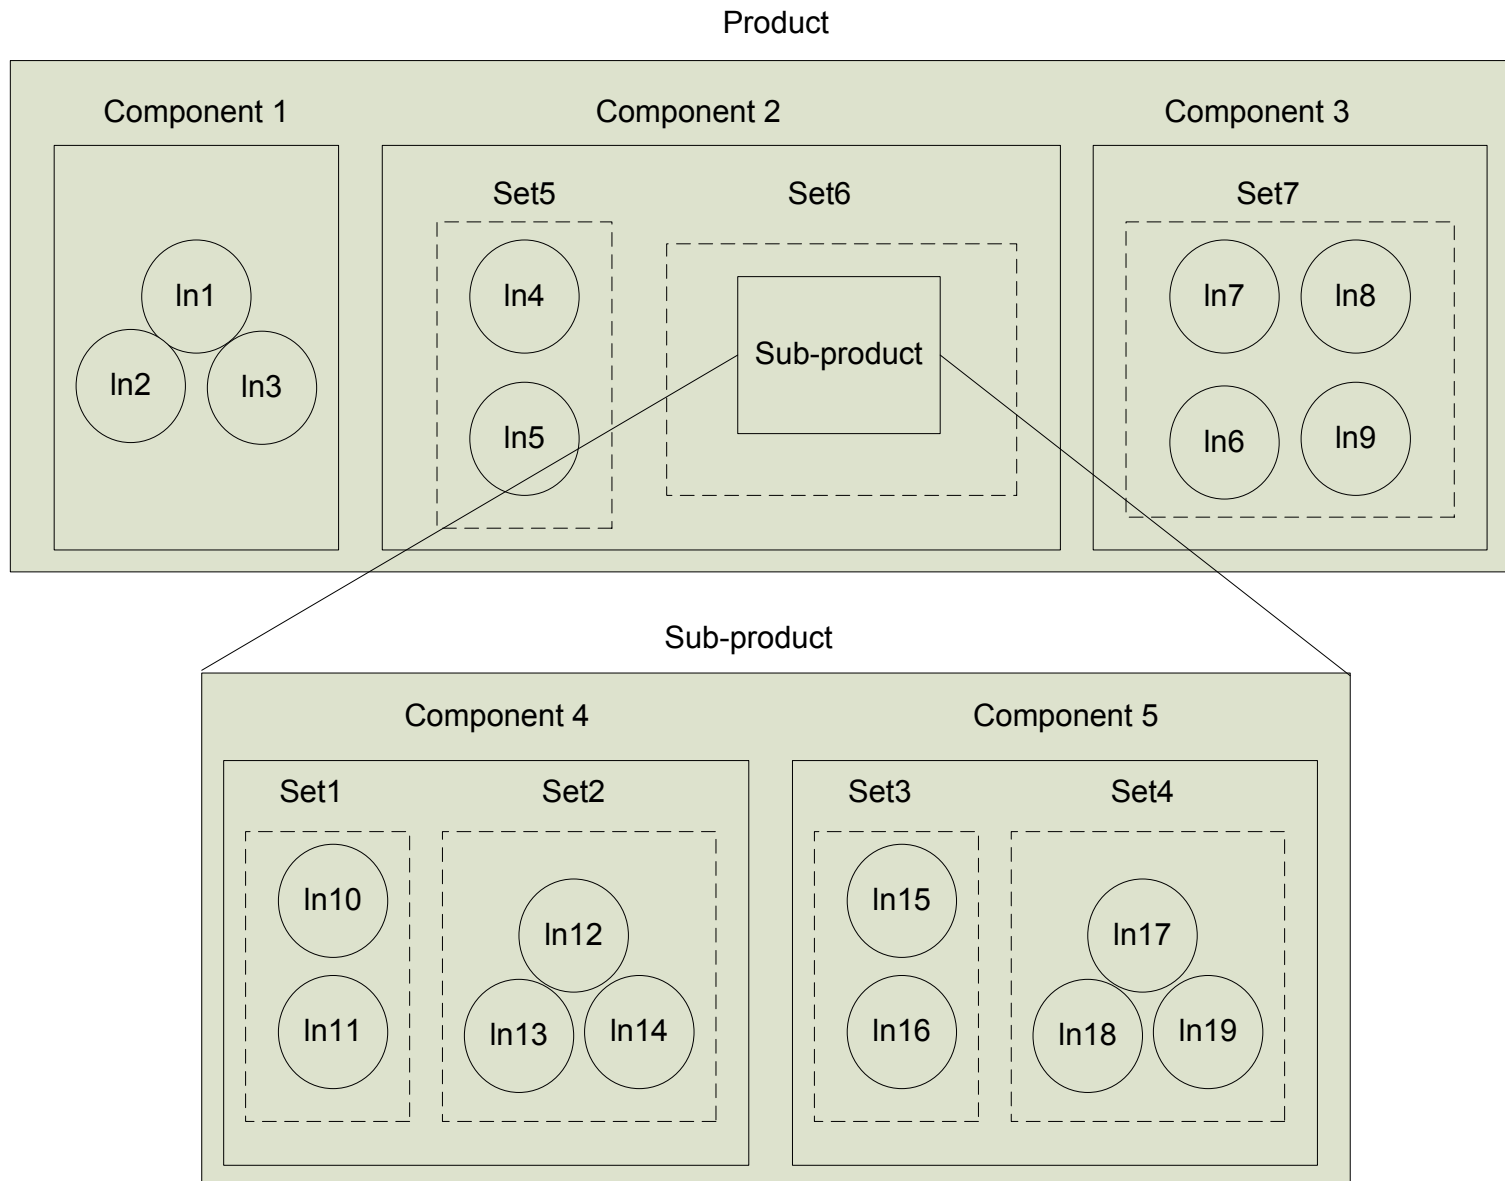 Product
Component 1
Component 2
Component 3
Set5
Set6
Set7
In1
In2
In3
In4
In5
Sub-product
In7
In8
In6
In9
Sub-product
Component 4
Component 5
Set1
Set2
Set3
Set4
In10
In11
In12
In13
In14
In15
In16
In17
In18
In19